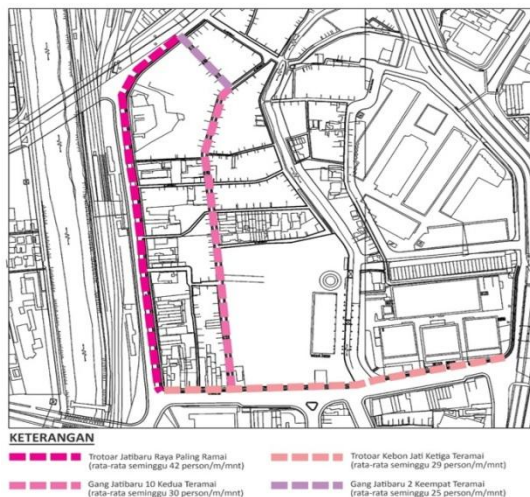 KETERANGAN
Trotoar Jatibaru Raya Paling Ramai
(rata-rata seminggu 42 person/m/mnt)
Gang Jatibaru 10 Kedua Teramai
(rata-rata seminggu 30 person/m/mnt)
Trotoar Kebon Jati Ketiga Teramai
(rata-rata seminggu 29 person/m/mnt)
Gang Jatibaru 2 Keempat Teramai
(rata-rata seminggu 25 person/m/mnt)